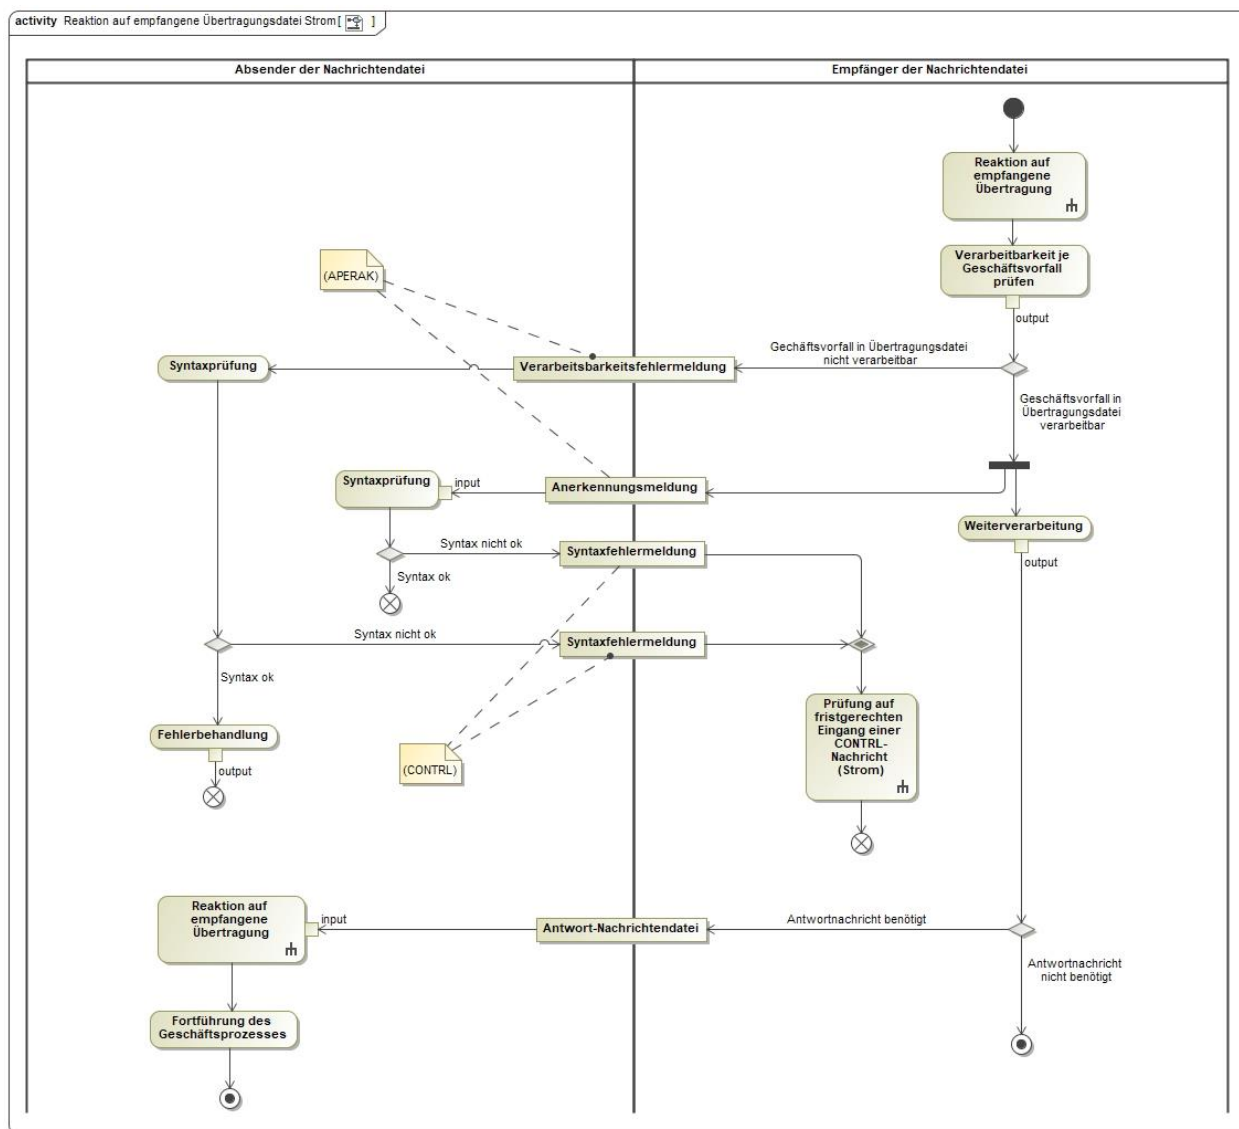 activity Reaktion auf empfangene Übertragungsdatei Strom[ ]
Absender der Nachrichtendatei
Empfänger der Nachrichtendatei
Reaktion auf
empfangene
Übertragung
Verarbeitbarkeit je
Geschäftsvorfall
prüfen
output
(APERAK)
Gechäftsvorfall in Übertragungsdatei
nicht verarbeitbar
Syntaxprüfung
Verarbeitsbarkeitsfehlermeldung
Geschäftsvorfall in
Übertragungsdatei
verarbeitbar
Syntaxprüfung
input
Anerkennungsmeldung
Weiterverarbeitung
output
Syntax nicht ok
Syntaxfehlermeldung
Syntax ok
Syntax nicht ok
Syntaxfehlermeldung
Syntax ok
Prüfung auf
fristgerechten
Eingang einer
CONTRL-
Nachricht
(Strom)
Fehlerbehandlung
output
(CONTRL)
Reaktion auf
empfangene
Übertragung
input
Antwort-Nachrichtendatei
Antwortnachricht benötigt
Antwortnachricht
nicht benötigt
Fortführung des
Geschäftsprozesses